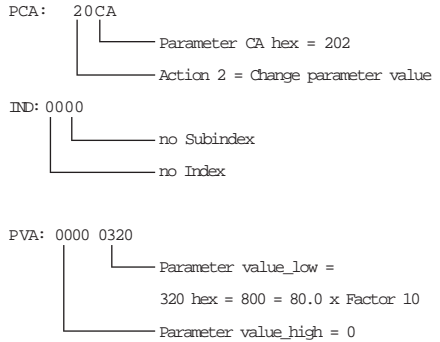 PCA: 20CA
Parameter CA hex = 202
Action 2 = Change parameter value
IND: 0000
no Subindex
no Index
PVA: 0000 0320
Parameter value_low =
320 hex = 800 = 80.0 x Factor 10
Parameter value_high = 0